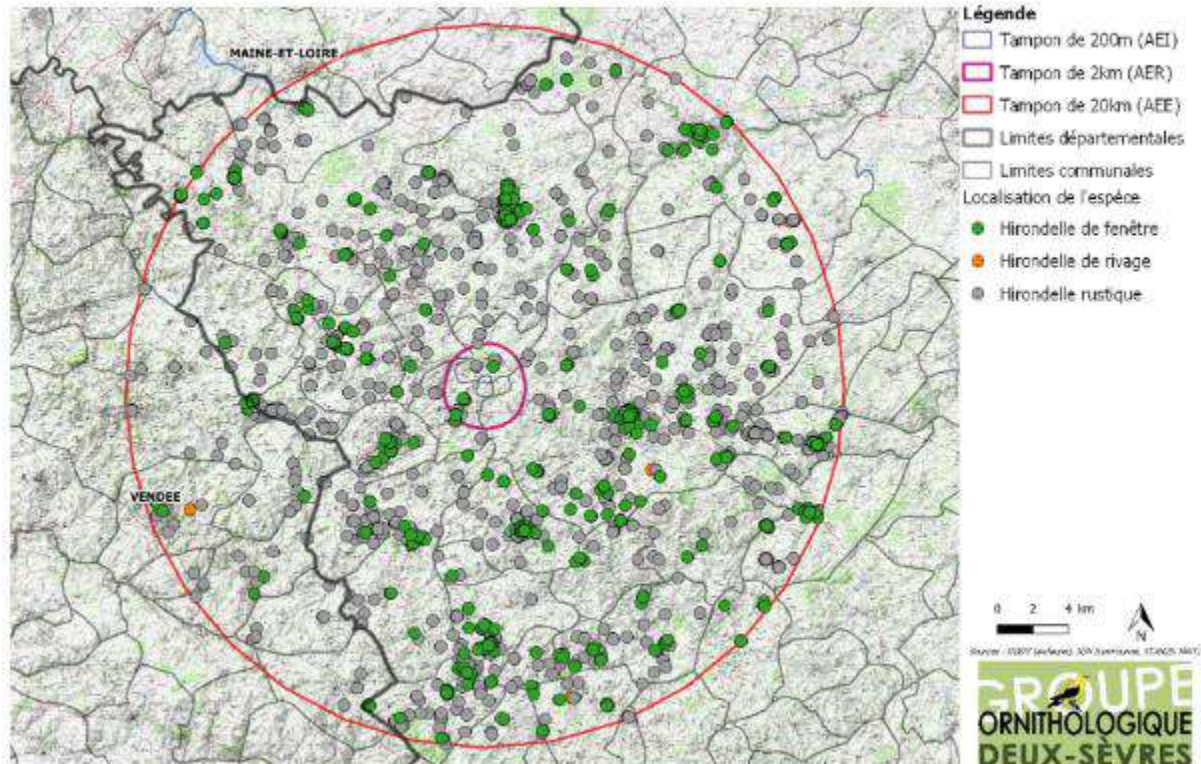 MAINE-ET-LOIRE
VENDEE
Légende
Tampon de 200m (AEI)
Tampon de 2km (AER)
Tampon de 20km (AEE)
Limites départementales
Limites communales
Localisation de l'espèce
Hirondelle de fenêtre
Hirondelle de rivage
Hirondelle rustique
0 2 4 km
N
GROUPE
ORNITHOLOGIQUE
DEUX-SÈVRES